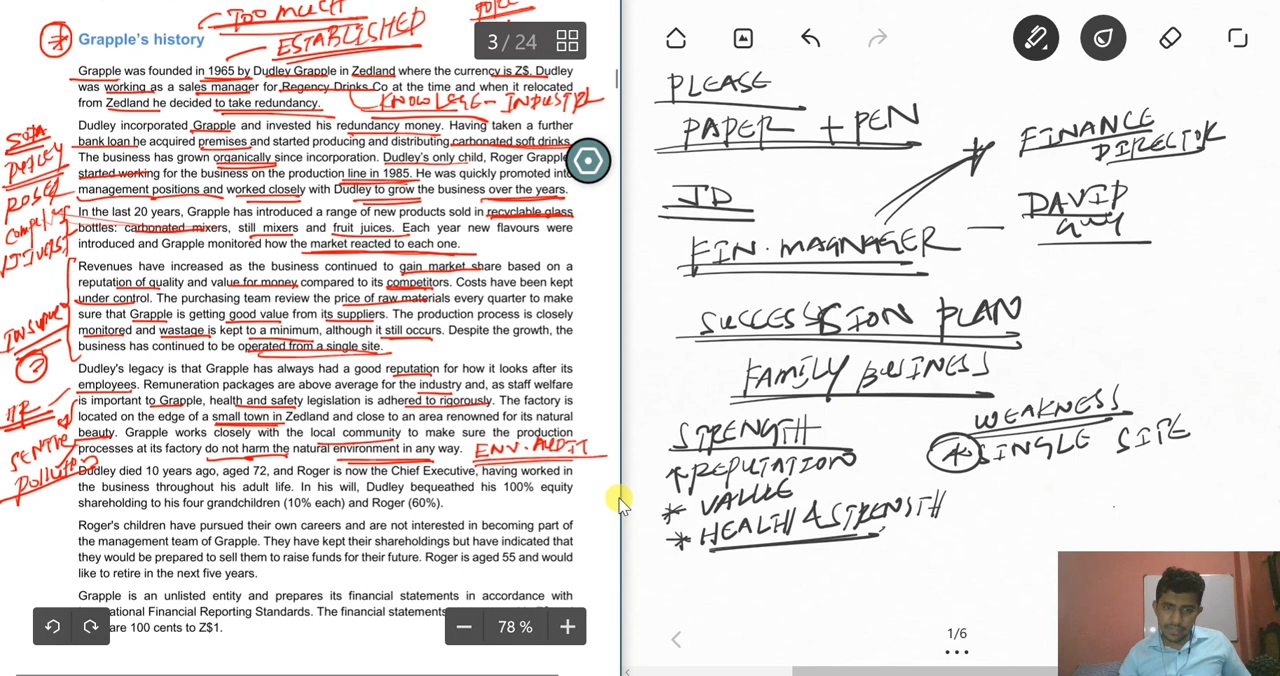 TOO MUCH
ESTABLISHED
3 / 24
Grapple's history
Grapple was founded in 1965 by Dudley Grapple in Zedland where the currency is Z$. Dudley
was working as a sales manager for Regency Drinks Co at the time and when it relocated
from Zedland he decided to take redundancy.
KNOWLEGE - INDUSTRL
Dudley incorporated Grapple and invested his redundancy money. Having taken a further
bank loan he acquired premises and started producing and distributing carbonated soft drinks.
The business has grown organically since incorporation. Dudley's only child, Roger Grapple
started working for the business on the production line in 1985. He was quickly promoted into
management positions and worked closely with Dudley to grow the business over the years.
In the last 20 years, Grapple has introduced a range of new products sold in recyclable glass
bottles: carbonated mixers, still mixers and fruit juices. Each year new flavours were
introduced and Grapple monitored how the market reacted to each one.
Revenues have increased as the business continued to gain market share based on a
reputation of quality and value for money compared to its competitors. Costs have been kept
under control. The purchasing team review the price of raw materials every quarter to make
sure that Grapple is getting good value from its suppliers. The production process is closely
monitored and wastage is kept to a minimum, although it still occurs. Despite the growth, the
business has continued to be operated from a single site.
Dudley's legacy is that Grapple has always had a good reputation for how it looks after its
employees. Remuneration packages are above average for the industry and, as staff welfare
is important to Grapple, health and safety legislation is adhered to rigorously. The factory is
located on the edge of a small town in Zedland and close to an area renowned for its natural
beauty. Grapple works closely with the local community to make sure the production
processes at its factory do not harm the natural environment in any way.
ENV. AUDIT
Dudley died 10 years ago, aged 72, and Roger is now the Chief Executive, having worked in
the business throughout his adult life. In his will, Dudley bequeathed his 100% equity
shareholding to his four grandchildren (10% each) and Roger (60%).
Roger's children have pursued their own careers and are not interested in becoming part of
the management team of Grapple. They have kept their shareholdings but have indicated that
they would be prepared to sell them to raise funds for their future. Roger is aged 55 and would
like to retire in the next five years.
Grapple is an unlisted entity and prepares its financial statements in accordance with
ational Financial Reporting Standards. The financial statements
are 100 cents to Z$1.
78 %
PLEASE
PAPER + PEN
JD
FIN. MAGNAGER
FINANCE
DIRECTOR
DAVID
GUY
SUCCESSION PLAN
FAMILY BUSINESS
STRENGTH
REPUTATION
* VALUE
* HEALTH & STRENGTH
WEAKNESS
SINGLE SITE
1/6